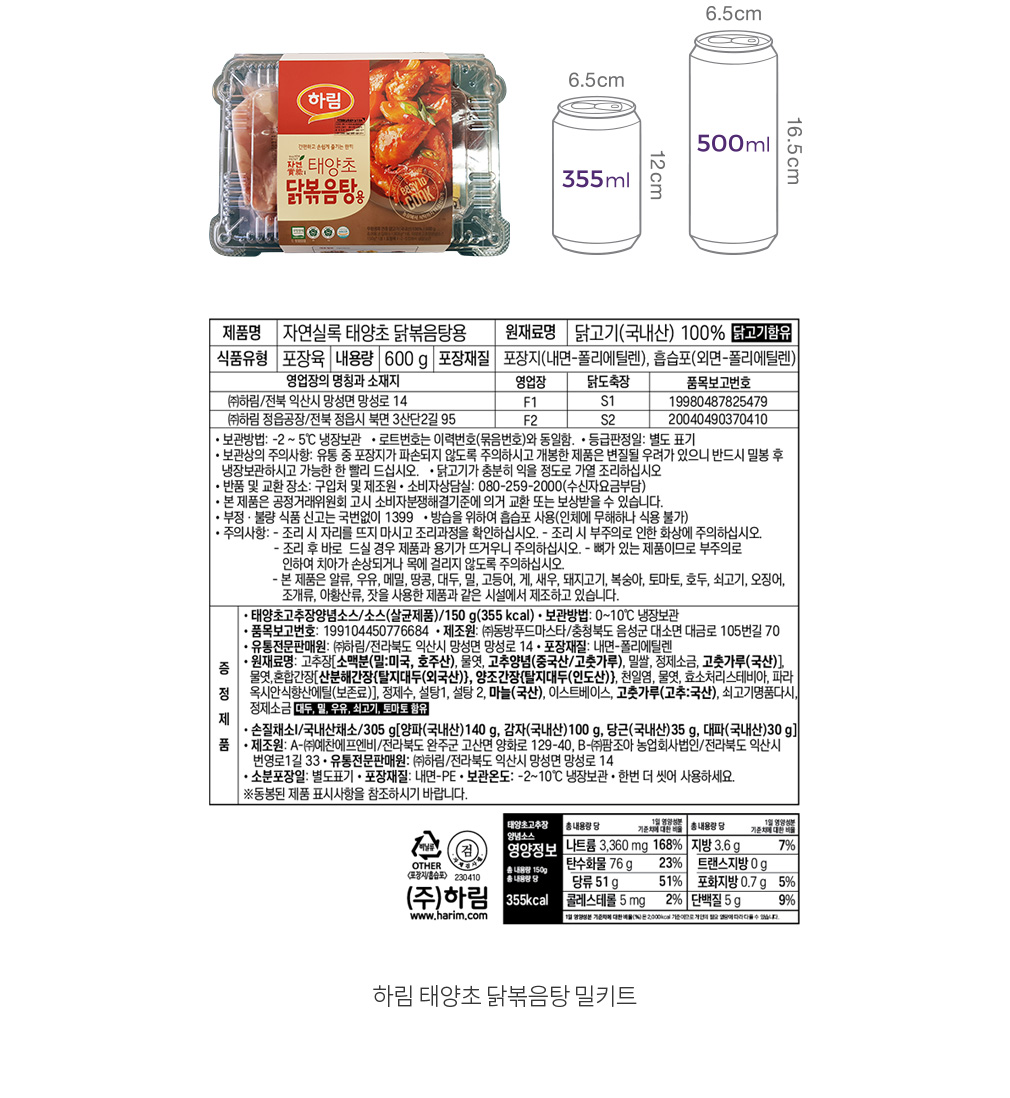 6.5cm
6.5cm
하림
간편하고 손쉽게 즐기는 한끼
자연
實록
태양초
닭볶음탕용
EASY TO
COOK
355ml
12cm
500ml
16.5cm
제품명 자연실록 태양초 닭볶음탕용 원재료명 닭고기(국내산) 100% 닭고기함유
식품유형 포장육 내용량 600 g 포장재질 포장지(내면-폴리에틸렌), 흡습포(외면-폴리에틸렌)
영업장의 명칭과 소재지 영업장 닭도축장 품목보고번호
㈜하림/전북 익산시 망성면 망성로 14 F1 S1 19980487825479
㈜하림 정읍공장/전북 정읍시 북면 3산단2길 95 F2 S2 20040490370410
• 보관방법: -2 ~ 5℃ 냉장보관 • 로트번호는 이력번호(묶음번호)와 동일함. • 등급판정일: 별도 표기
• 보관상의 주의사항: 유통 중 포장지가 파손되지 않도록 주의하시고 개봉한 제품은 변질될 우려가 있으니 반드시 밀봉 후
냉장보관하시고 가능한 한 빨리 드십시오. • 닭고기가 충분히 익을 정도로 가열 조리하십시오
• 반품 및 교환 장소: 구입처 및 제조원 • 소비자상담실: 080-259-2000(수신자요금부담)
• 본 제품은 공정거래위원회 고시 소비자분쟁해결기준에 의거 교환 또는 보상받을 수 있습니다.
• 부정 · 불량 식품 신고는 국번없이 1399 • 방습을 위하여 흡습포 사용(인체에 무해하나 식용 불가)
• 주의사항: - 조리 시 자리를 뜨지 마시고 조리과정을 확인하십시오. - 조리 시 부주의로 인한 화상에 주의하십시오.
- 조리 후 바로 드실 경우 제품과 용기가 뜨거우니 주의하십시오. - 뼈가 있는 제품이므로 부주의로
인하여 치아가 손상되거나 목에 걸리지 않도록 주의하십시오.
- 본 제품은 알류, 우유, 메밀, 땅콩, 대두, 밀, 고등어, 게, 새우, 돼지고기, 복숭아, 토마토, 호두, 쇠고기, 오징어,
조개류, 아황산류, 잣을 사용한 제품과 같은 시설에서 제조하고 있습니다.
증정제품
• 태양초고추장양념소스/소스(살균제품)/150 g(355 kcal) • 보관방법: 0~10℃ 냉장보관
• 품목보고번호: 199104450776684 • 제조원: ㈜동방푸드마스타/충청북도 음성군 대소면 대금로 105번길 70
• 유통전문판매원: ㈜하림/전라북도 익산시 망성면 망성로 14 • 포장재질: 내면-폴리에틸렌
• 원재료명: 고추장[소맥분(밀:미국, 호주산), 물엿, 고추양념(중국산/고춧가루), 밀쌀, 정제소금, 고춧가루(국산)],
물엿,혼합간장[산분해간장{탈지대두(외국산)}, 양조간장{탈지대두(인도산)}, 천일염, 물엿, 효소처리스테비아, 파라
옥시안식향산에틸(보존료)], 정제수, 설탕1, 설탕 2, 마늘(국산), 이스트베이스, 고춧가루(고추:국산), 쇠고기명품다시,
정제소금 대두, 밀, 우유, 쇠고기, 토마토 함유
• 손질채소I/국내산채소/305 g[양파(국내산)140 g, 감자(국내산)100 g, 당근(국내산)35 g, 대파(국내산)30 g]
• 제조원: A-㈜예찬에프엔비/전라북도 완주군 고산면 양화로 129-40, B-㈜팜조아 농업회사법인/전라북도 익산시
번영로1길 33 • 유통전문판매원: ㈜하림/전라북도 익산시 망성면 망성로 14
• 소분포장일: 별도표기 • 포장재질: 내면-PE • 보관온도: -2~10℃ 냉장보관 • 한번 더 씻어 사용하세요.
※동봉된 제품 표시사항을 참조하시기 바랍니다.
비닐류
OTHER
<포장지/흡습포>
검
230410
(주)하림
www.harim.com
태양초고추장
양념소스
영양정보
총 내용량 150g
총 내용량 당
355kcal
총 내용량 당 1일 영양성분 기준치에 대한 비율 총 내용량 당 1일 영양성분 기준치에 대한 비율
나트륨 3,360 mg 168% 지방 3.6 g 7%
탄수화물 76 g 23% 트랜스지방 0 g
당류 51 g 51% 포화지방 0.7 g 5%
콜레스테롤 5 mg 2% 단백질 5 g 9%
1일 영양성분 기준치에 대한 비율(%)은 2,000kcal 기준이므로 개인의 필요 열량에 따라 다를 수 있습니다.
하림 태양초 닭볶음탕 밀키트